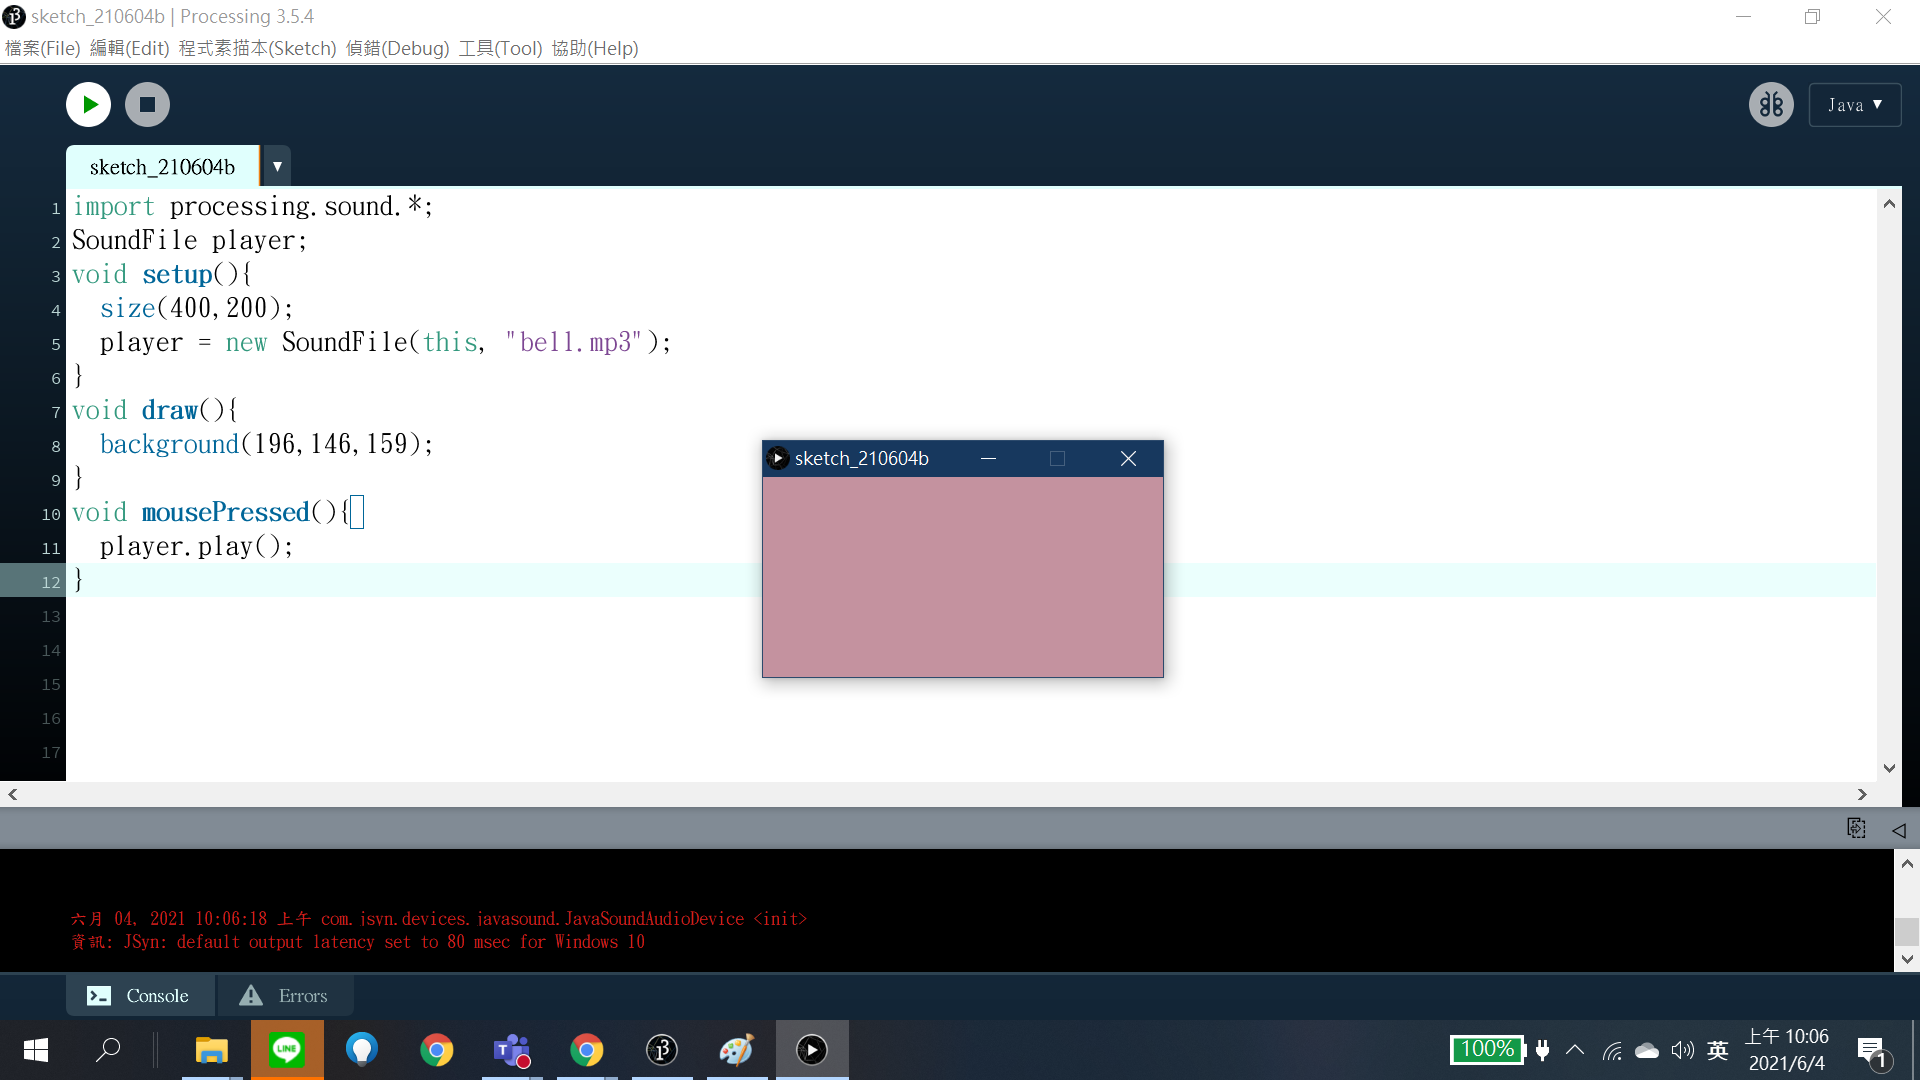 sketch_210604b | Processing 3.5.4
檔案(File) 編輯(Edit) 程式素描本(Sketch) 偵錯(Debug) 工具(Tool) 協助(Help)
Java ▼
sketch_210604b ▼
1 import processing.sound.*;
2 SoundFile player;
3 void setup(){
4   size(400,200);
5   player = new SoundFile(this, "bell.mp3");
6 }
7 void draw(){
8   background(196,146,159);
9 }
10 void mousePressed(){
11   player.play();
12 }
13
14
15
16
17
sketch_210604b
六月 04, 2021 10:06:18 上午 com.jsyn.devices.javasound.JavaSoundAudioDevice <init>
資訊: JSyn: default output latency set to 80 msec for Windows 10
Console Errors
LINE
100% 英 上午 10:06
2021/6/4
1